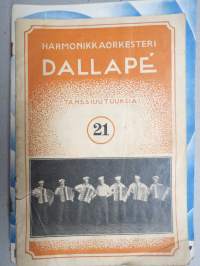 HARMONIKKAORKESTERI
DALLAPÉ
TANSSIUUTUUKSIA
21